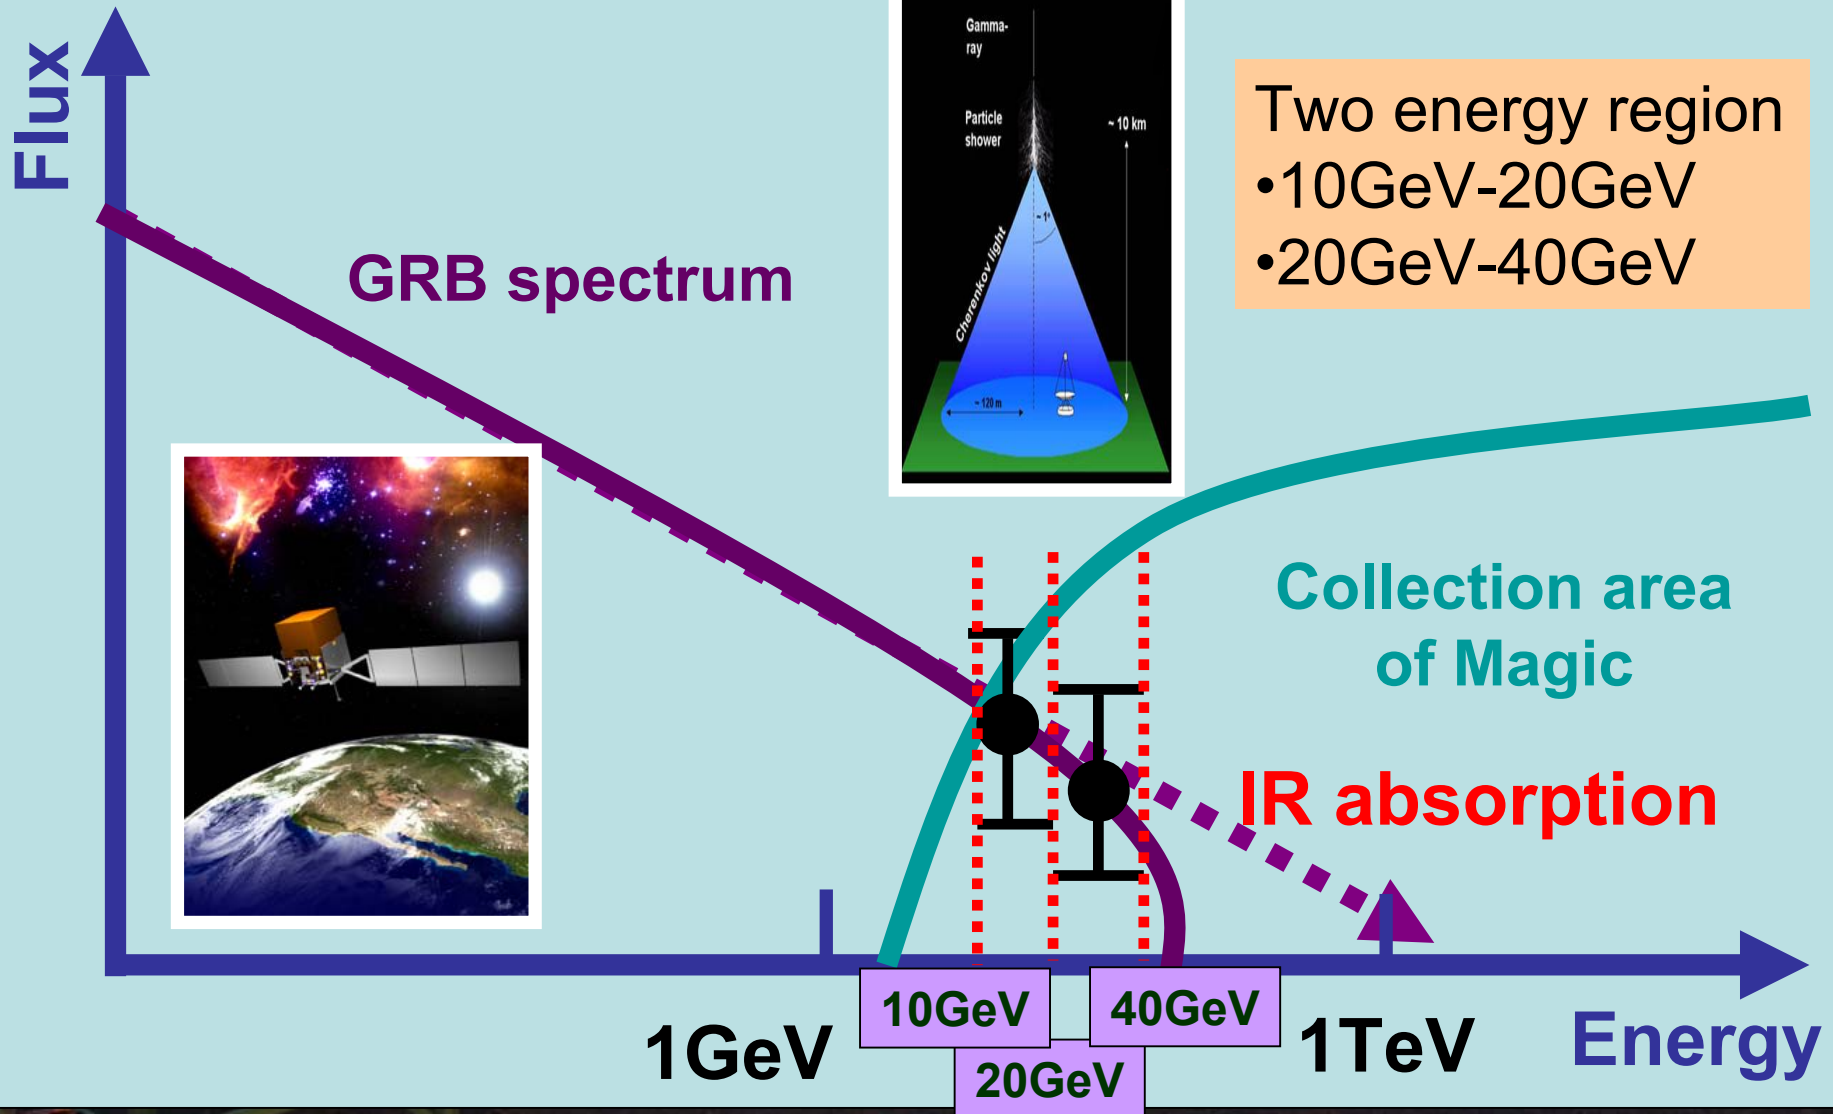 Flux
Gamma-
ray
Particle
shower
~ 10 km
~ 1°
Cherenkov light
~ 120 m
Two energy region
•10GeV-20GeV
•20GeV-40GeV
GRB spectrum
Collection area
of Magic
IR absorption
10GeV
40GeV
1GeV
20GeV
1TeV
Energy